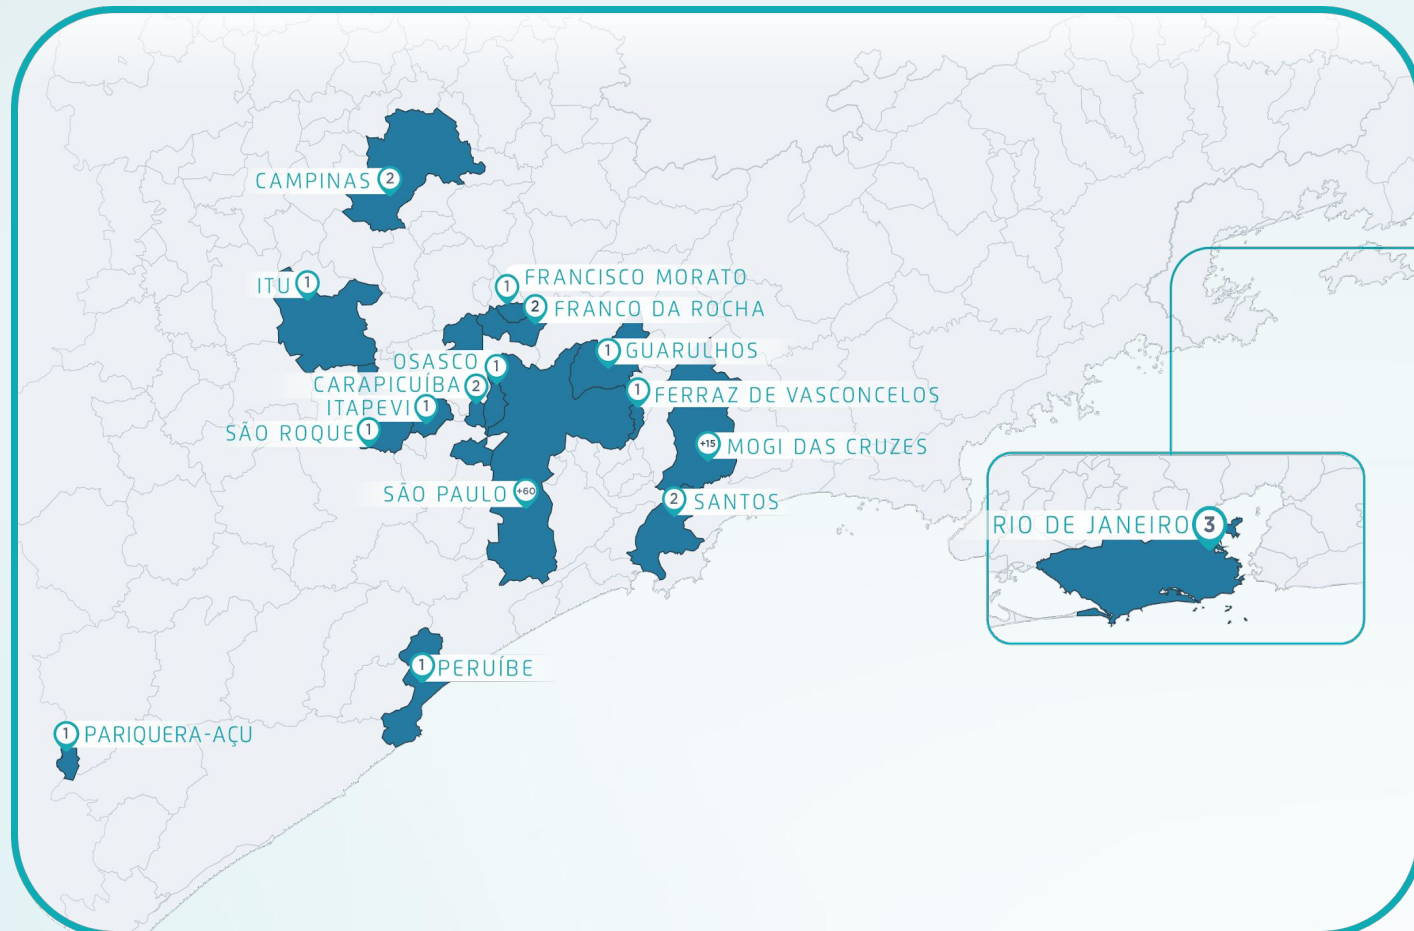 CAMPINAS 2
ITU 1
1 FRANCISCO MORATO
2 FRANCO DA ROCHA
OSASCO 1
1 GUARULHOS
CARAPICUÍBA 2
1 FERRAZ DE VASCONCELOS
ITAPEVI 1
SÃO ROQUE 1
+15 MOGI DAS CRUZES
SÃO PAULO +60
2 SANTOS
RIO DE JANEIRO 3
1 PERUÍBE
1 PARIQUERA-AÇU